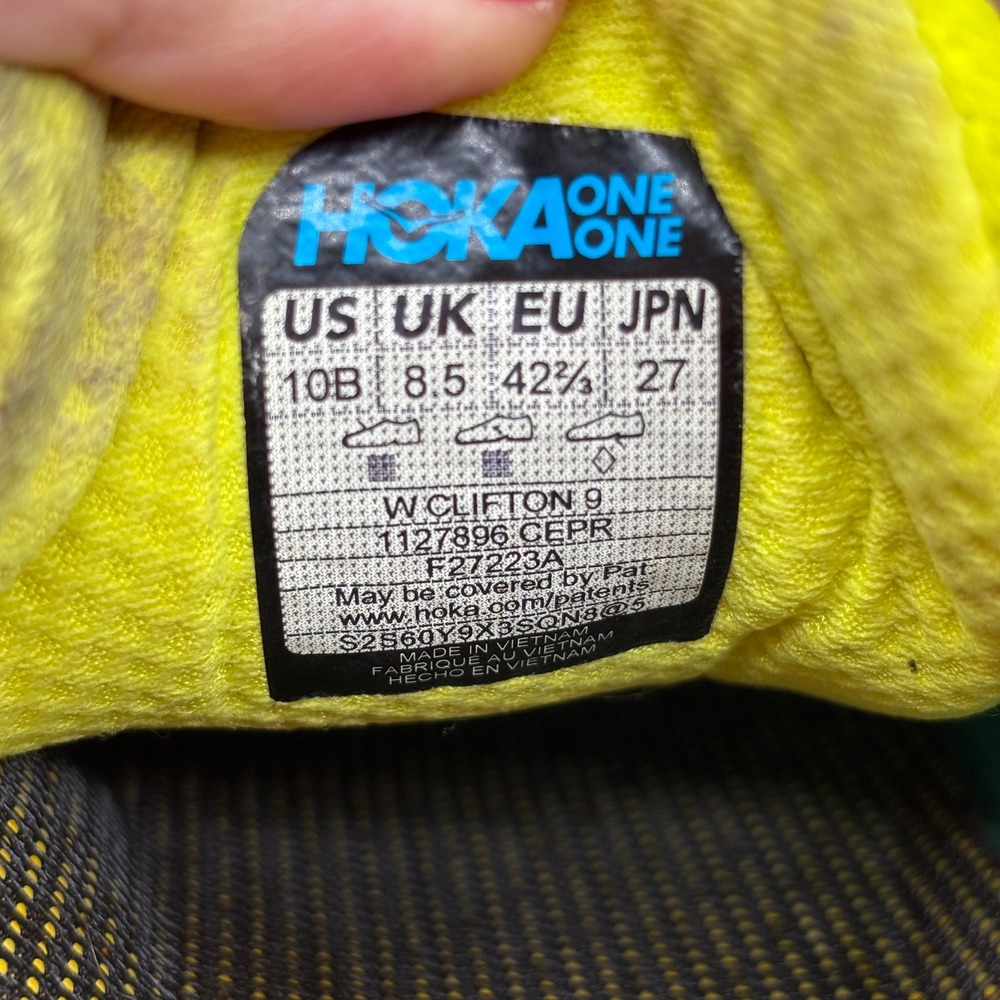 HOKA ONE ONE
US UK EU JPN
10B 8.5 42⅔ 27
W CLIFTON 9
1127896 CEPR
F27223A
May be covered by Pat
www.hoka.com/patents
S2S60Y9X3SQN8@5
MADE IN VIETNAM
FABRIQUE AU VIETNAM
HECHO EN VIETNAM